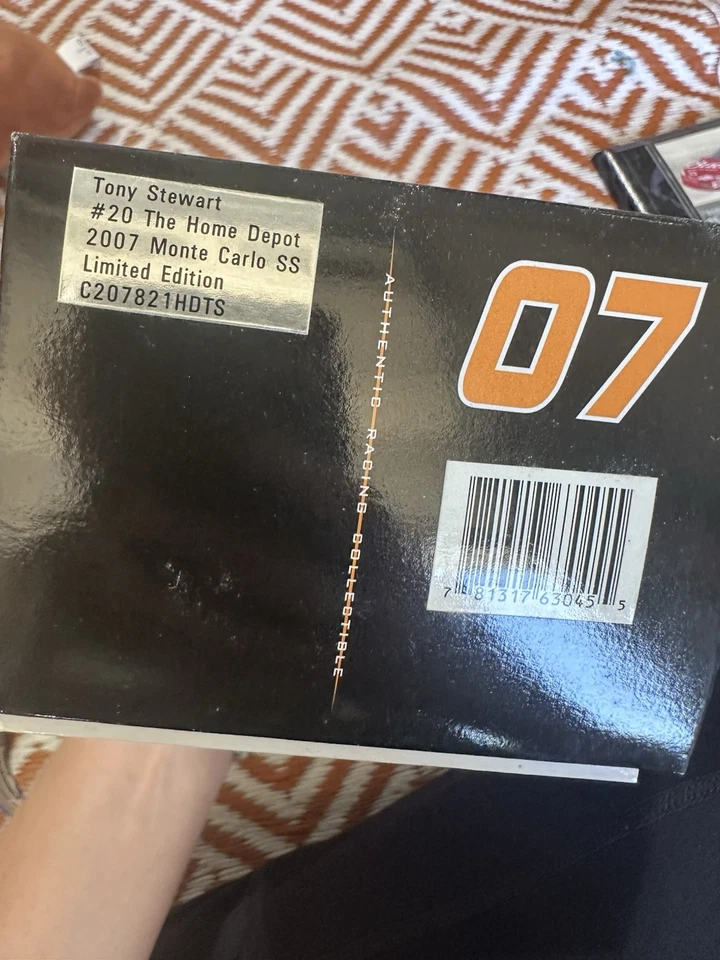 Tony Stewart
#20 The Home Depot
2007 Monte Carlo SS
Limited Edition
C207821HDTS
AUTHENTIC RACING COLLECTIBLE
07
7 81317 63045 5